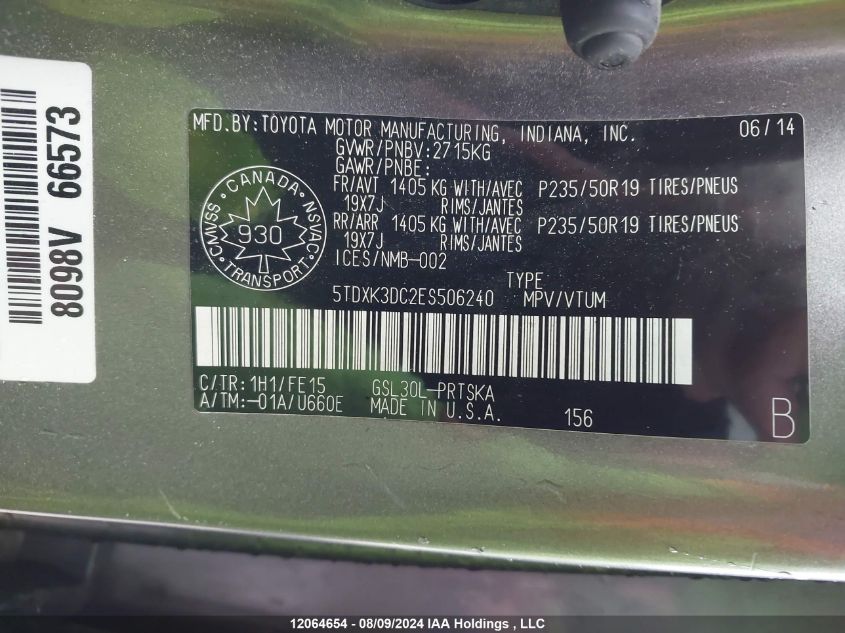 8098V 66573
MFD.BY:TOYOTA MOTOR MANUFACTURING, INDIANA, INC. 06/14
GVWR/PNBV:2715KG
GAWR/PNBE:
FR/AVT 1405 KG WITH/AVEC P235/50R19 TIRES/PNEUS
19X7J RIMS/JANTES
RR/ARR 1405 KG WITH/AVEC P235/50R19 TIRES/PNEUS
19X7J RIMS/JANTES
ICES/NMB-002
CANADA
CMVSS 930 NSVAC
TRANSPORT
TYPE
5TDXK3DC2ES506240 MPV/VTUM
C/TR:1H1/FE15 GSL30L-PRTSKA
A/TM:-01A/U660E MADE IN U.S.A.
156 B
12064654 - 08/09/2024 IAA Holdings , LLC